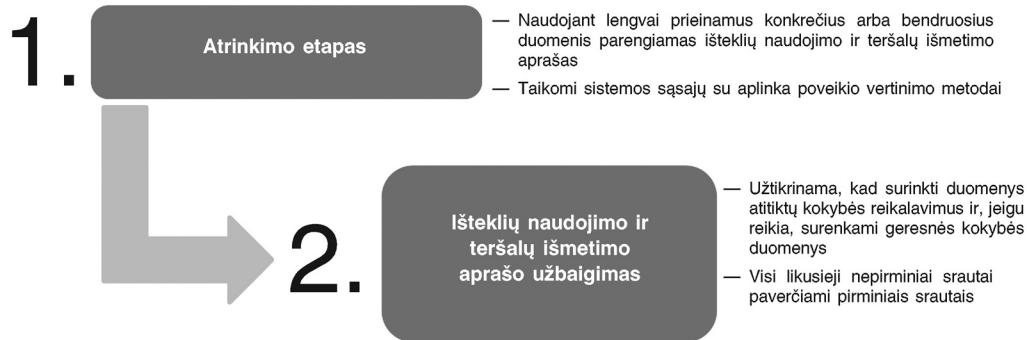 1.
Atrinkimo etapas
— Naudojant lengvai prieinamus konkrečius arba bendruosius
duomenis parengiamas išteklių naudojimo ir teršalų išmetimo
aprašas
— Taikomi sistemos sąsajų su aplinka poveikio vertinimo metodai
2.
Išteklių naudojimo ir
teršalų išmetimo
aprašo užbaigimas
— Užtikrinama, kad surinkti duomenys
atitiktų kokybės reikalavimus ir, jeigu
reikia, surenkami geresnės kokybės
duomenys
— Visi likusieji nepirminiai srautai
paverčiami pirminiais srautais